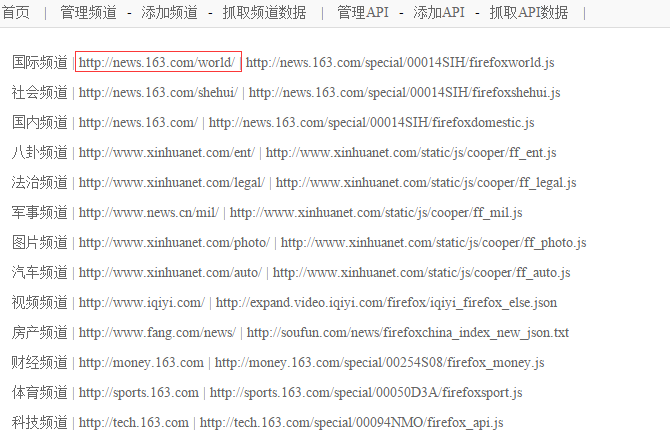 首页 | 管理频道 - 添加频道 - 抓取频道数据 | 管理API - 添加API - 抓取API数据 |
国际频道 | http://news.163.com/world/ | http://news.163.com/special/00014SIH/firefoxworld.js
社会频道 | http://news.163.com/shehui/ | http://news.163.com/special/00014SIH/firefoxshehui.js
国内频道 | http://news.163.com/ | http://news.163.com/special/00014SIH/firefoxdomestic.js
八卦频道 | http://www.xinhuanet.com/ent/ | http://www.xinhuanet.com/static/js/cooper/ff_ent.js
法治频道 | http://www.xinhuanet.com/legal/ | http://www.xinhuanet.com/static/js/cooper/ff_legal.js
军事频道 | http://www.news.cn/mil/ | http://www.xinhuanet.com/static/js/cooper/ff_mil.js
图片频道 | http://www.xinhuanet.com/photo/ | http://www.xinhuanet.com/static/js/cooper/ff_photo.js
汽车频道 | http://www.xinhuanet.com/auto/ | http://www.xinhuanet.com/static/js/cooper/ff_auto.js
视频频道 | http://www.iqiyi.com/ | http://expand.video.iqiyi.com/firefox/iqiyi_firefox_else.json
房产频道 | http://www.fang.com/news/ | http://soufun.com/news/firefoxchina_index_new_json.txt
财经频道 | http://money.163.com | http://money.163.com/special/00254S08/firefox_money.js
体育频道 | http://sports.163.com | http://sports.163.com/special/00050D3A/firefoxsport.js
科技频道 | http://tech.163.com | http://tech.163.com/special/00094NMO/firefox_api.js